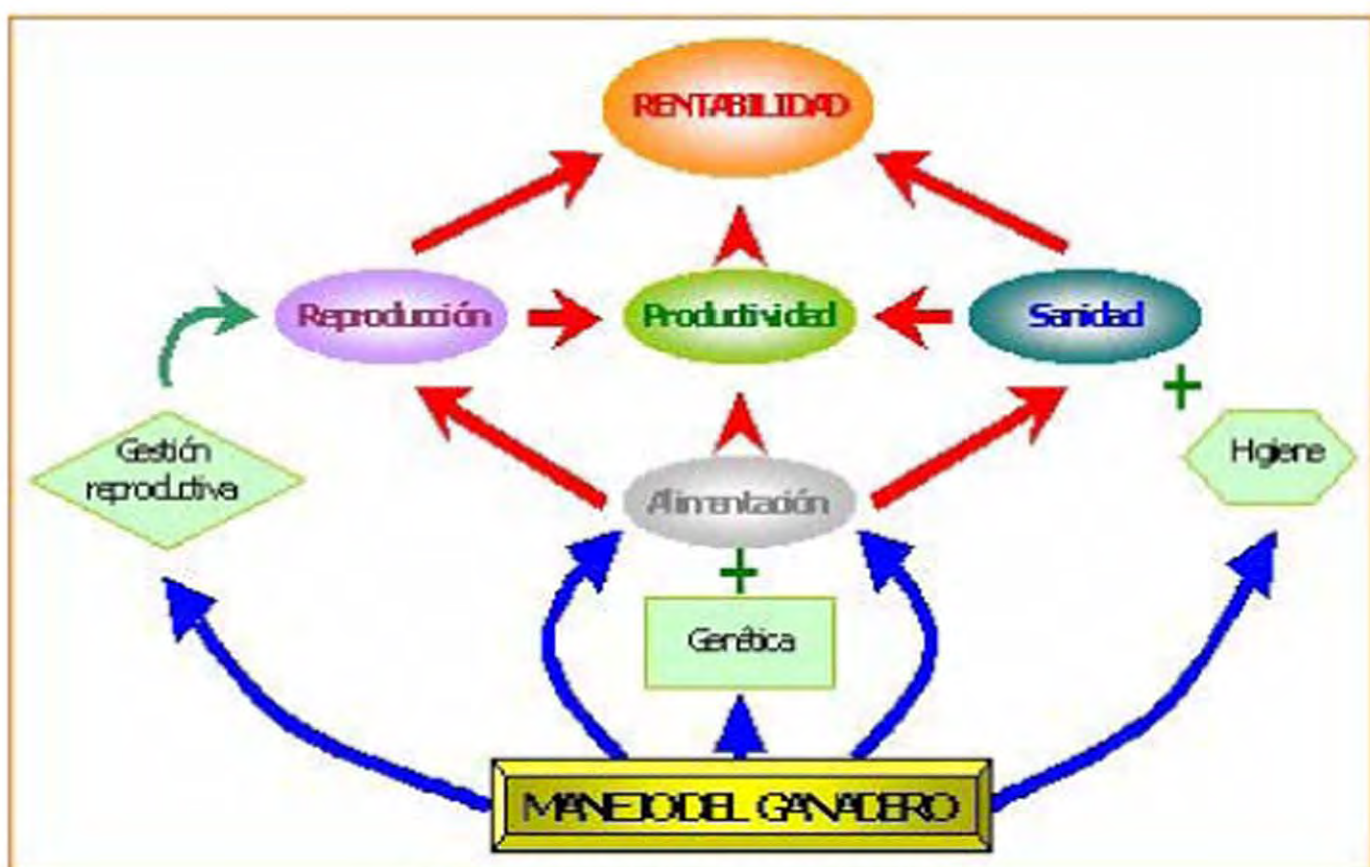 RENTABILIDAD
Reproducción
Productividad
Sanidad
+
Gestión
reproductiva
Higiene
Alimentación
+
Genética
MANEJO DEL GANADERO